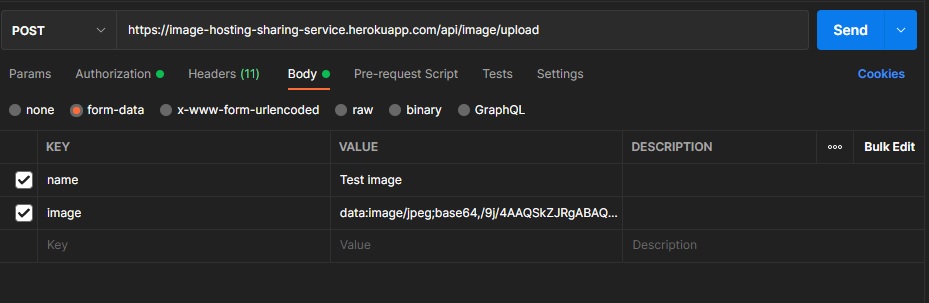 POST https://image-hosting-sharing-service.herokuapp.com/api/image/upload Send
Params Authorization Headers (11) Body Pre-request Script Tests Settings Cookies
none form-data x-www-form-urlencoded raw binary GraphQL
KEY VALUE DESCRIPTION ooo Bulk Edit
name Test image
image data:image/jpeg;base64,/9j/4AAQSkZJRgABAQ...
Key Value Description